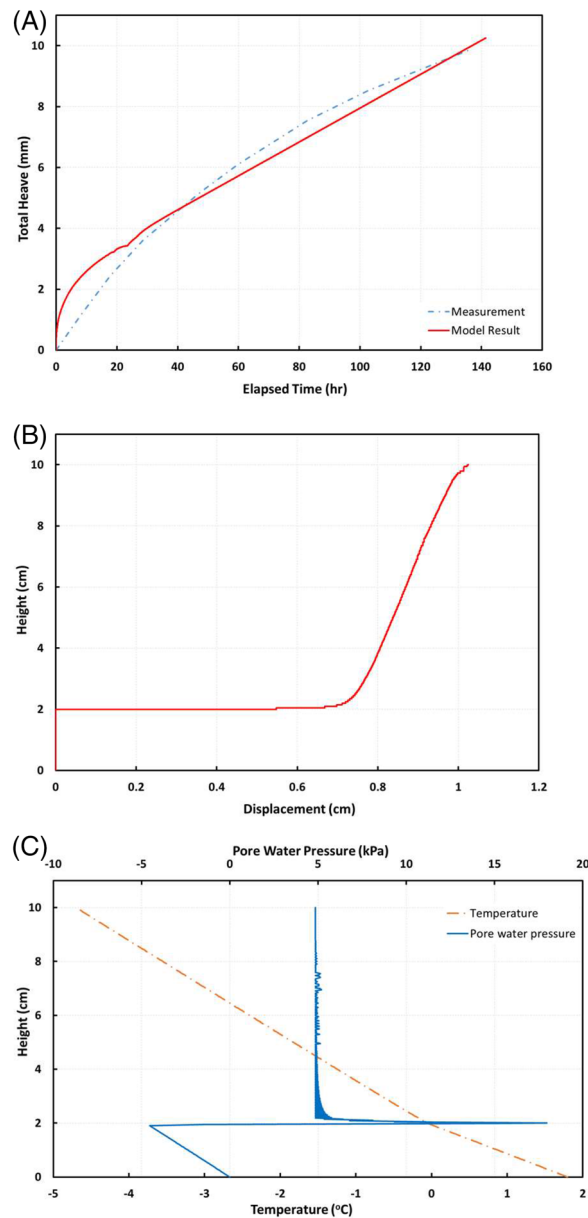 (A)
10
8
6
4
2
0
Total Heave (mm)
Measurement
Model Result
0 20 40 60 80 100 120 140 160
Elapsed Time (hr)
(B)
10
8
6
4
2
0
Height (cm)
0 0.2 0.4 0.6 0.8 1 1.2
Displacement (cm)
(C)
Pore Water Pressure (kPa)
-10 -5 0 5 10 15 20
10
8
6
4
2
0
Height (cm)
Temperature
Pore water pressure
-5 -4 -3 -2 -1 0 1 2
Temperature (°C)